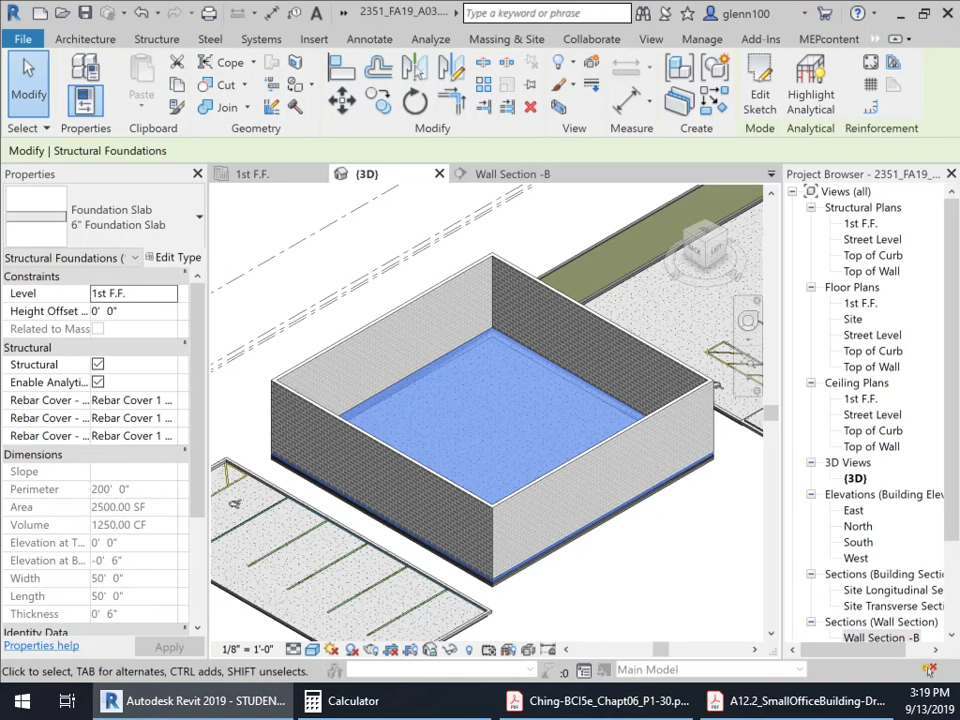 2351_FA19_A03....
Type a keyword or phrase
glenn100
File
Architecture
Structure
Steel
Systems
Insert
Annotate
Analyze
Massing & Site
Collaborate
View
Manage
Add-Ins
MEPcontent
Modify
Paste
Cope
Cut
Join
Edit
Sketch
Highlight
Analytical
Select
Properties
Clipboard
Geometry
Modify
View
Measure
Create
Mode
Analytical
Reinforcement
Modify | Structural Foundations
Properties
Foundation Slab
6" Foundation Slab
Structural Foundations (
Edit Type
Constraints
Level 1st F.F.
Height Offset ... 0' 0"
Related to Mass
Structural
Structural
Enable Analyti...
Rebar Cover - ... Rebar Cover 1 ...
Rebar Cover - ... Rebar Cover 1 ...
Rebar Cover - ... Rebar Cover 1 ...
Dimensions
Slope
Perimeter 200' 0"
Area 2500.00 SF
Volume 1250.00 CF
Elevation at T... 0' 0"
Elevation at B... -0' 6"
Width 50' 0"
Length 50' 0"
Thickness 0' 6"
Identity Data
Properties help
Apply
1st F.F.
(3D)
Wall Section -B
1/8" = 1'-0"
Project Browser - 2351_FA19_...
Views (all)
Structural Plans
1st F.F.
Street Level
Top of Curb
Top of Wall
Floor Plans
1st F.F.
Site
Street Level
Top of Curb
Top of Wall
Ceiling Plans
1st F.F.
Street Level
Top of Curb
Top of Wall
3D Views
(3D)
Elevations (Building Elev
East
North
South
West
Sections (Building Secti
Site Longitudinal Se
Site Transverse Sect
Sections (Wall Section)
Wall Section -B
Click to select, TAB for alternates, CTRL adds, SHIFT unselects.
:0
Main Model
Autodesk Revit 2019 - STUDEN...
Calculator
Ching-BCI5e_Chapt06_P1-30.p...
A12.2_SmallOfficeBuilding-Dr...
3:19 PM
9/13/2019